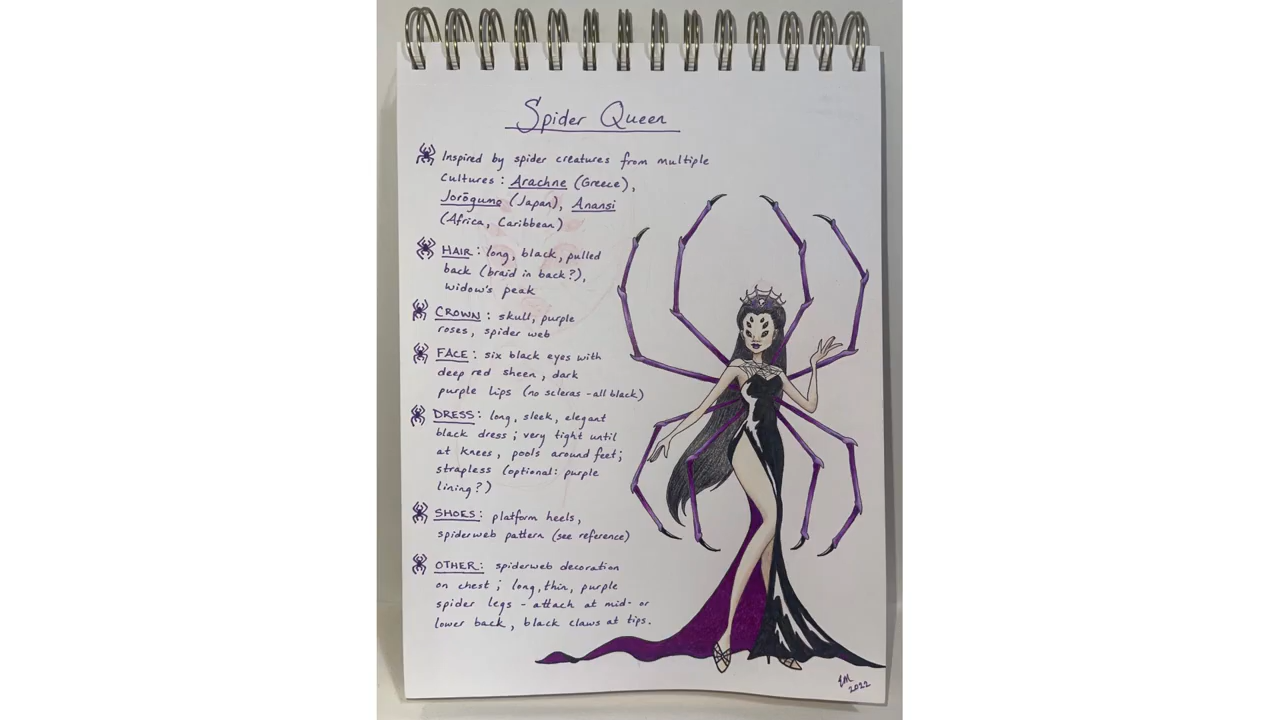 Spider Queen
Inspired by spider creatures from multiple
cultures: Arachne (Greece),
Jorōgumo (Japan), Anansi
(Africa, Caribbean)
HAIR: long, black, pulled
back (braid in back?),
widow's peak
CROWN: skull, purple
roses, spider web
FACE: six black eyes with
deep red sheen, dark
purple lips (no scleras - all black)
DRESS: long, sleek, elegant
black dress; very tight until
at knees, pools around feet;
strapless (optional: purple
lining?)
SHOES: platform heels,
spiderweb pattern (see reference)
OTHER: spiderweb decoration
on chest; long, thin, purple
spider legs - attach at mid- or
lower back, black claws at tips.
2022